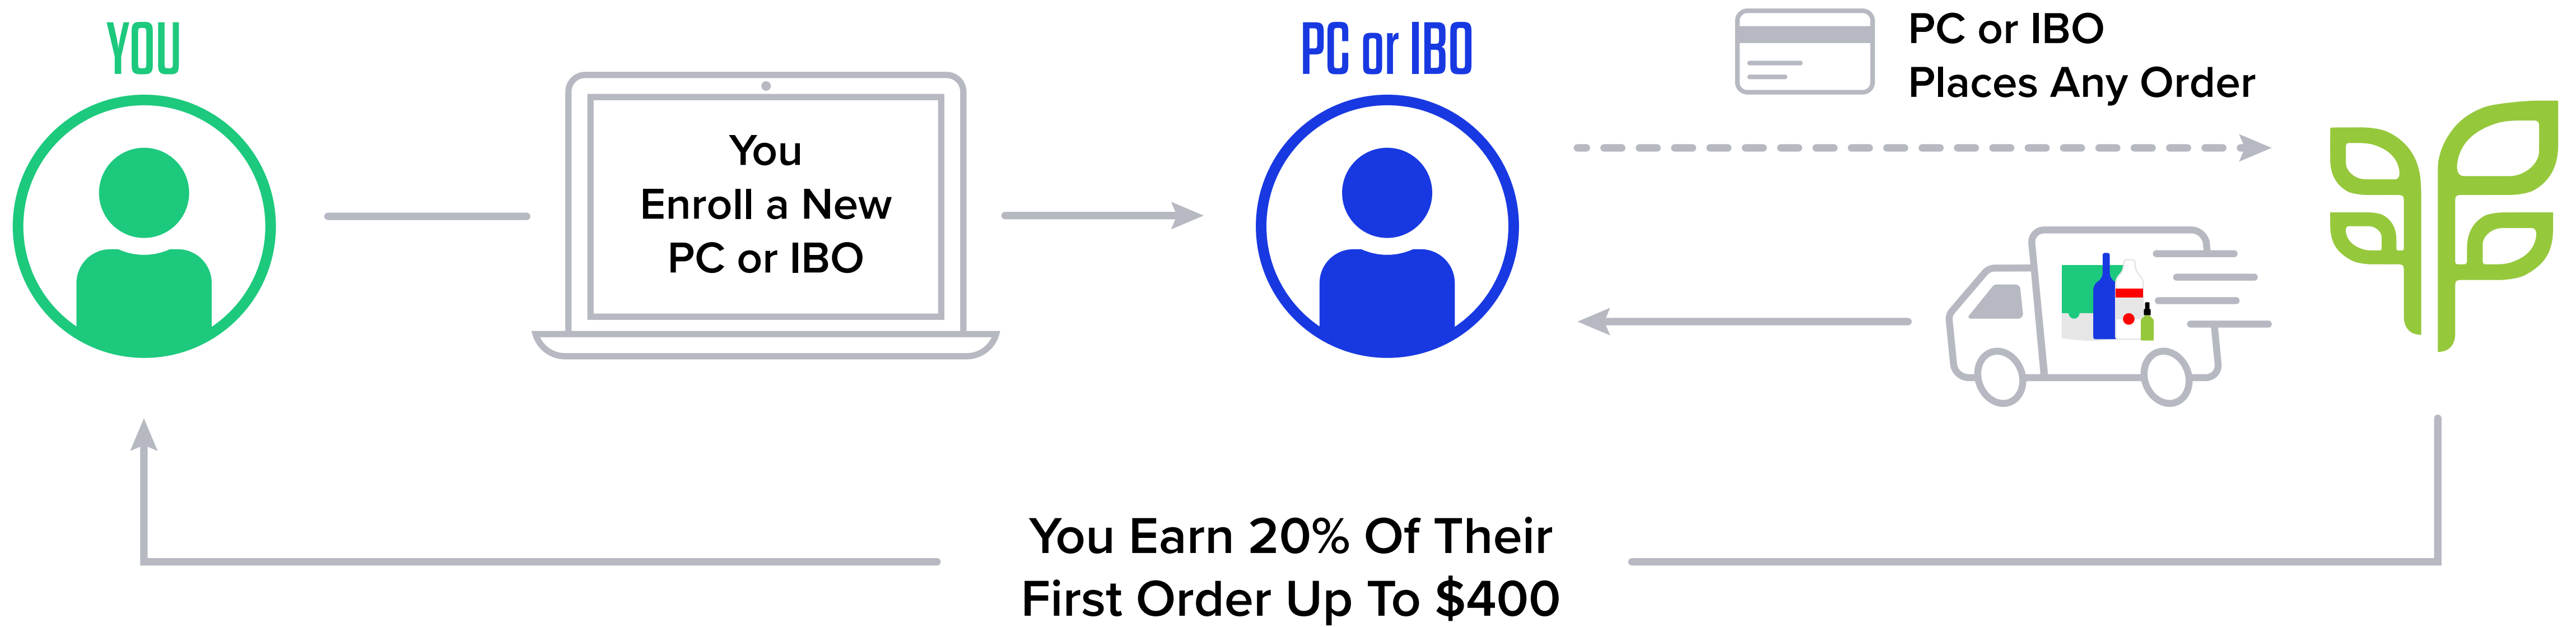 YOU
You
Enroll a New
PC or IBO
PC or IBO
PC or IBO
Places Any Order
You Earn 20% Of Their
First Order Up To $400